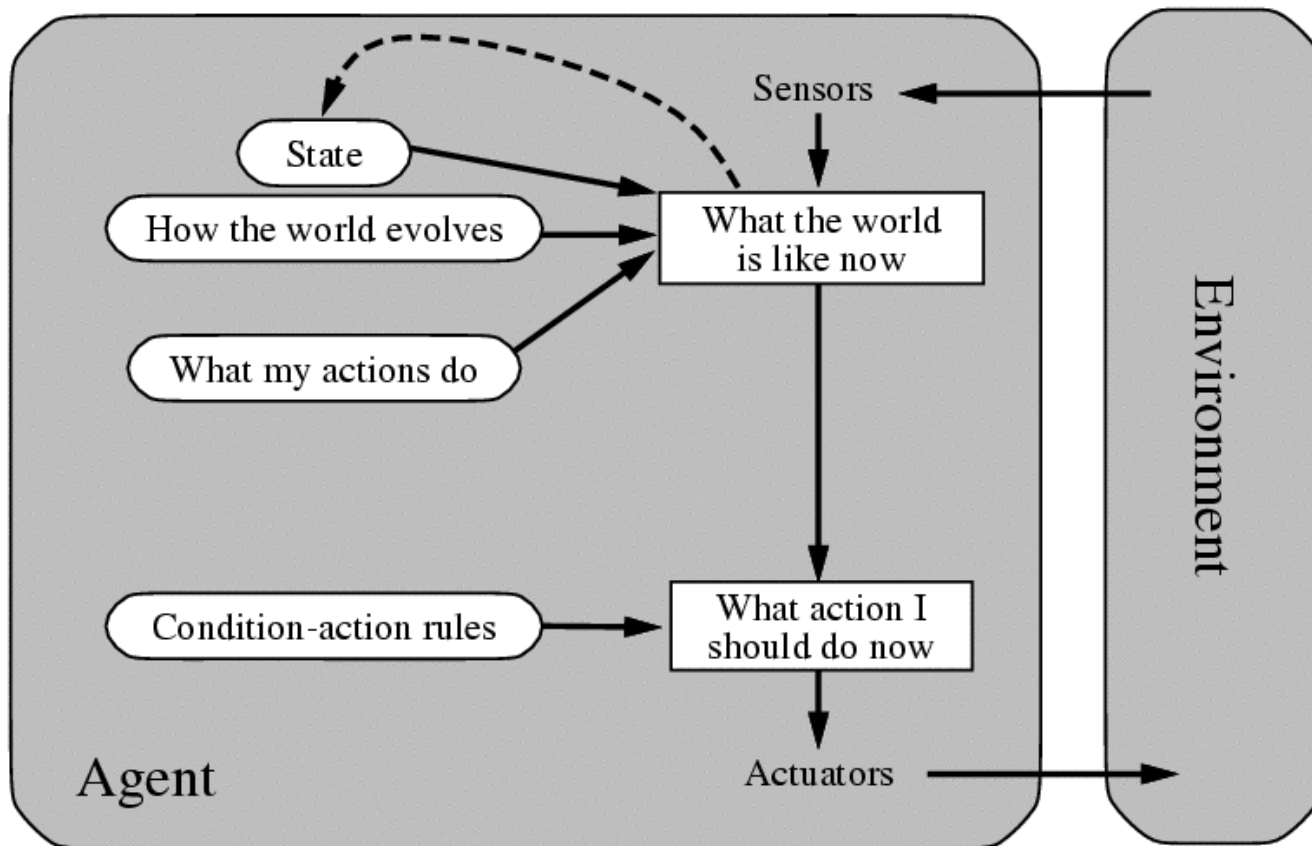 Sensors
State
How the world evolves
What the world
is like now
What my actions do
Environment
Condition-action rules
What action I
should do now
Agent
Actuators